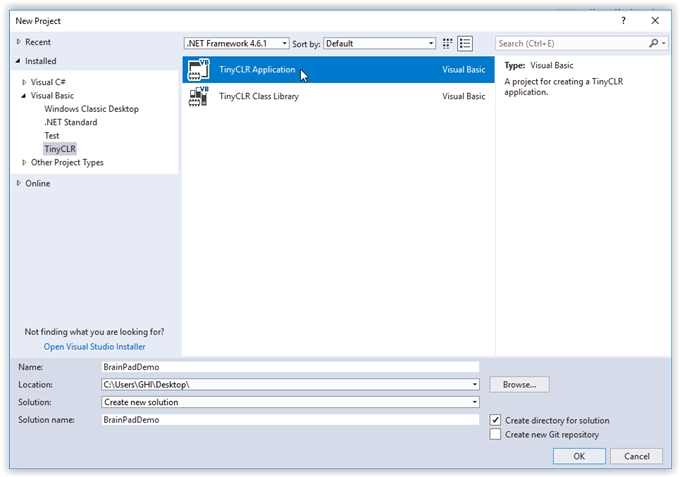 New Project
? 
Recent
Installed
Visual C#
Visual Basic
Windows Classic Desktop
.NET Standard
Test
TinyCLR
Other Project Types
Online
Not finding what you are looking for?
Open Visual Studio Installer
.NET Framework 4.6.1 Sort by: Default
VB TinyCLR Application Visual Basic
VB TinyCLR Class Library Visual Basic
Search (Ctrl+E)
Type: Visual Basic
A project for creating a TinyCLR
application.
Name: BrainPadDemo
Location: C:\Users\GHI\Desktop\ Browse...
Solution: Create new solution
Solution name: BrainPadDemo
Create directory for solution
Create new Git repository
OK Cancel